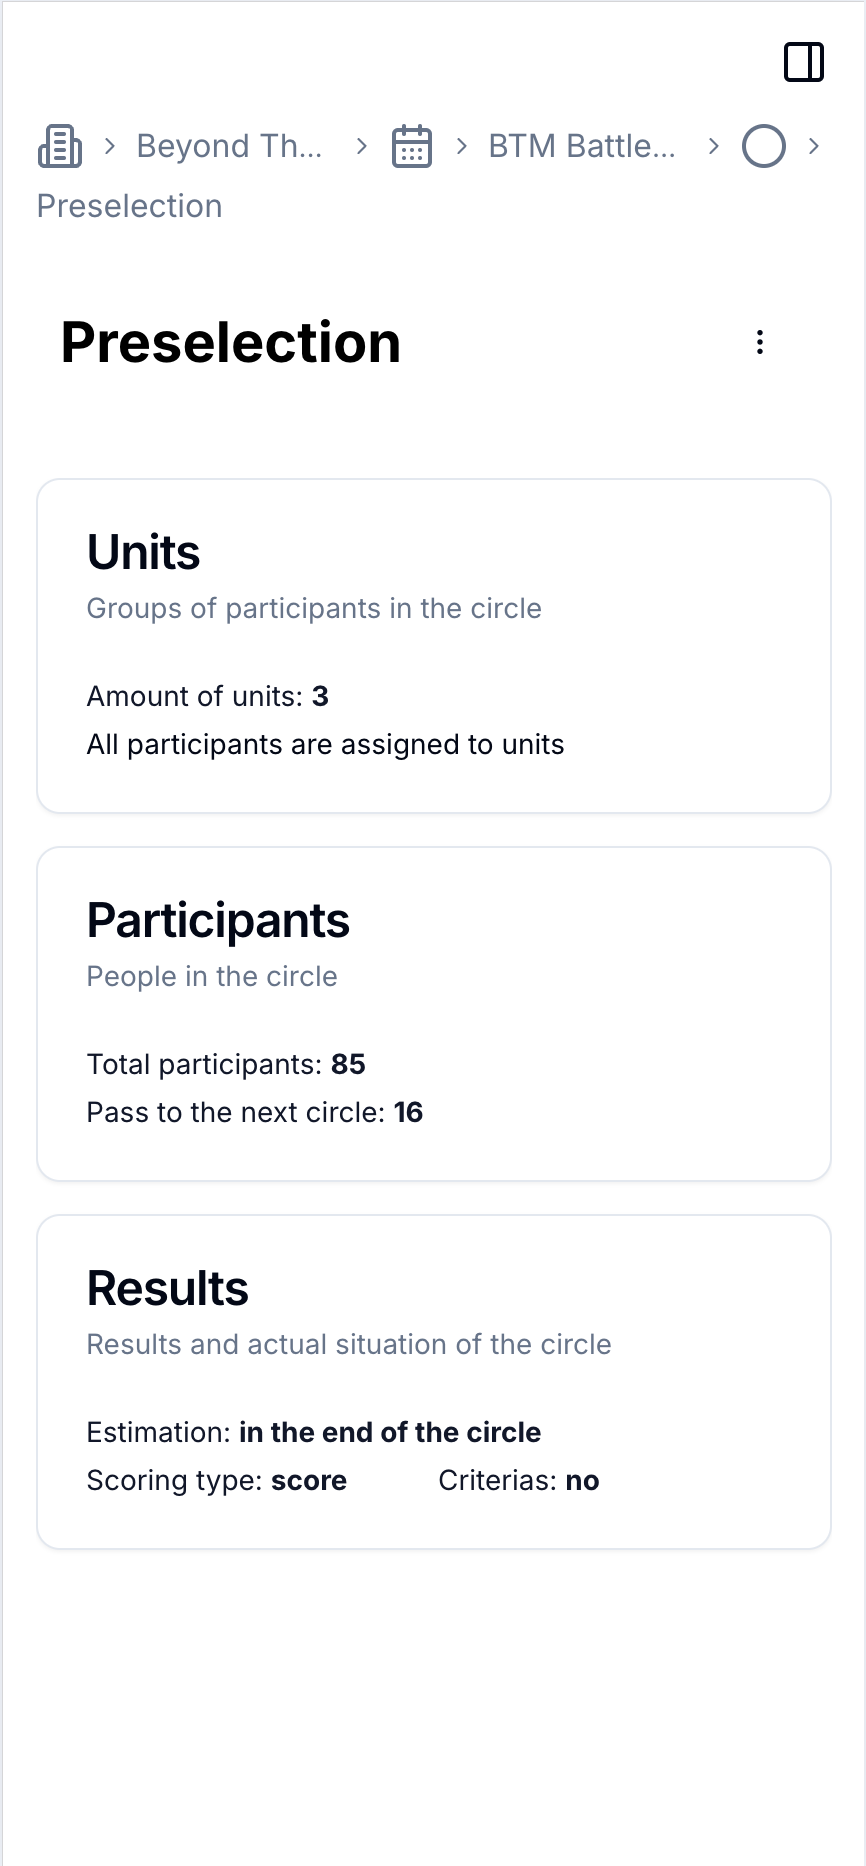 Beyond Th... BTM Battle...
Preselection
Preselection
Units
Groups of participants in the circle
Amount of units: 3
All participants are assigned to units
Participants
People in the circle
Total participants: 85
Pass to the next circle: 16
Results
Results and actual situation of the circle
Estimation: in the end of the circle
Scoring type: score Criterias: no